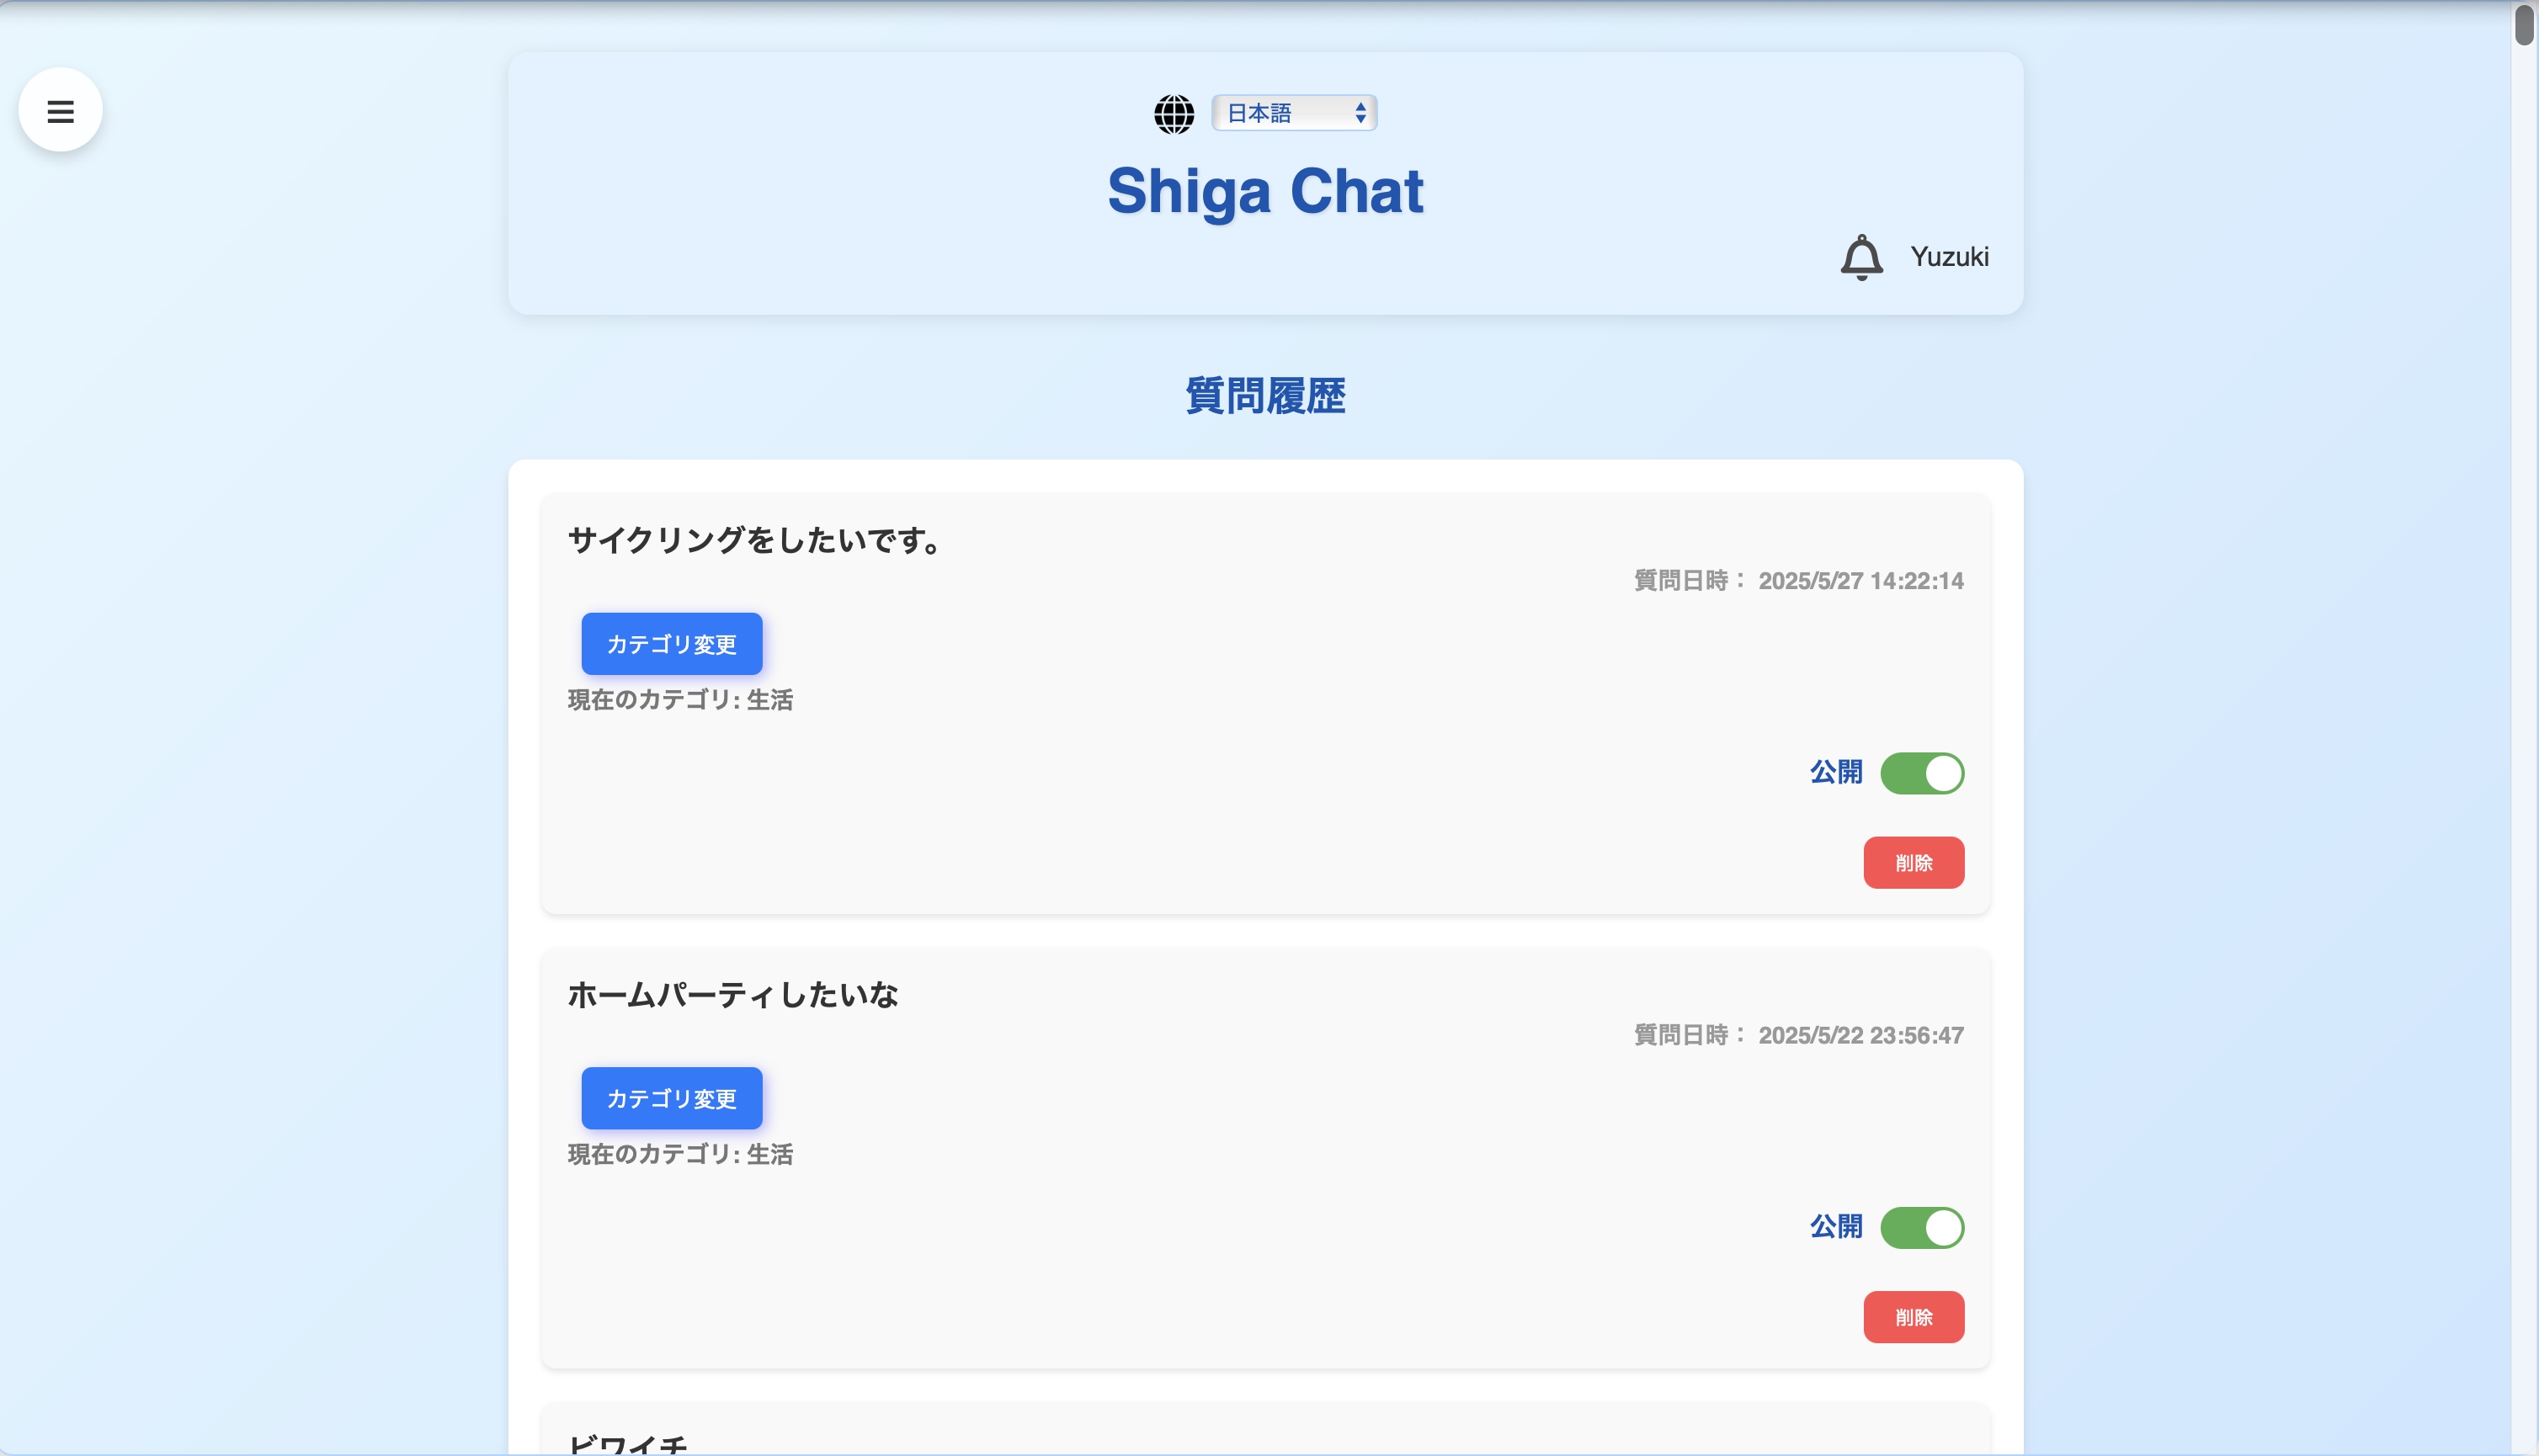 日本語
Shiga Chat
Yuzuki
質問履歴
サイクリングをしたいです。
質問日時： 2025/5/27 14:22:14
カテゴリ変更
現在のカテゴリ: 生活
公開
削除
ホームパーティしたいな
質問日時： 2025/5/22 23:56:47
カテゴリ変更
現在のカテゴリ: 生活
公開
削除
ビワイチ